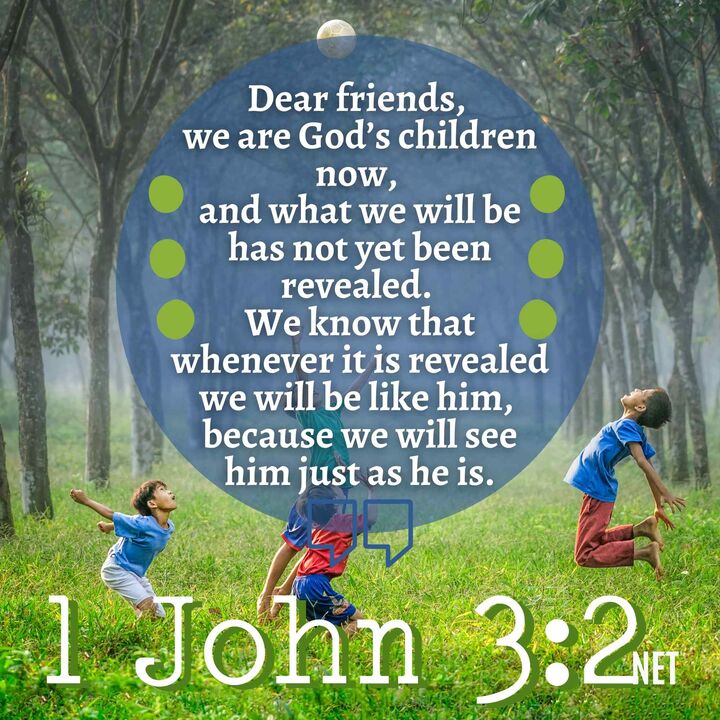 Dear friends,
we are God’s children
now,
and what we will be
has not yet been
revealed.
We know that
whenever it is revealed
we will be like him,
because we will see
him just as he is.
1 John 3:2 NET